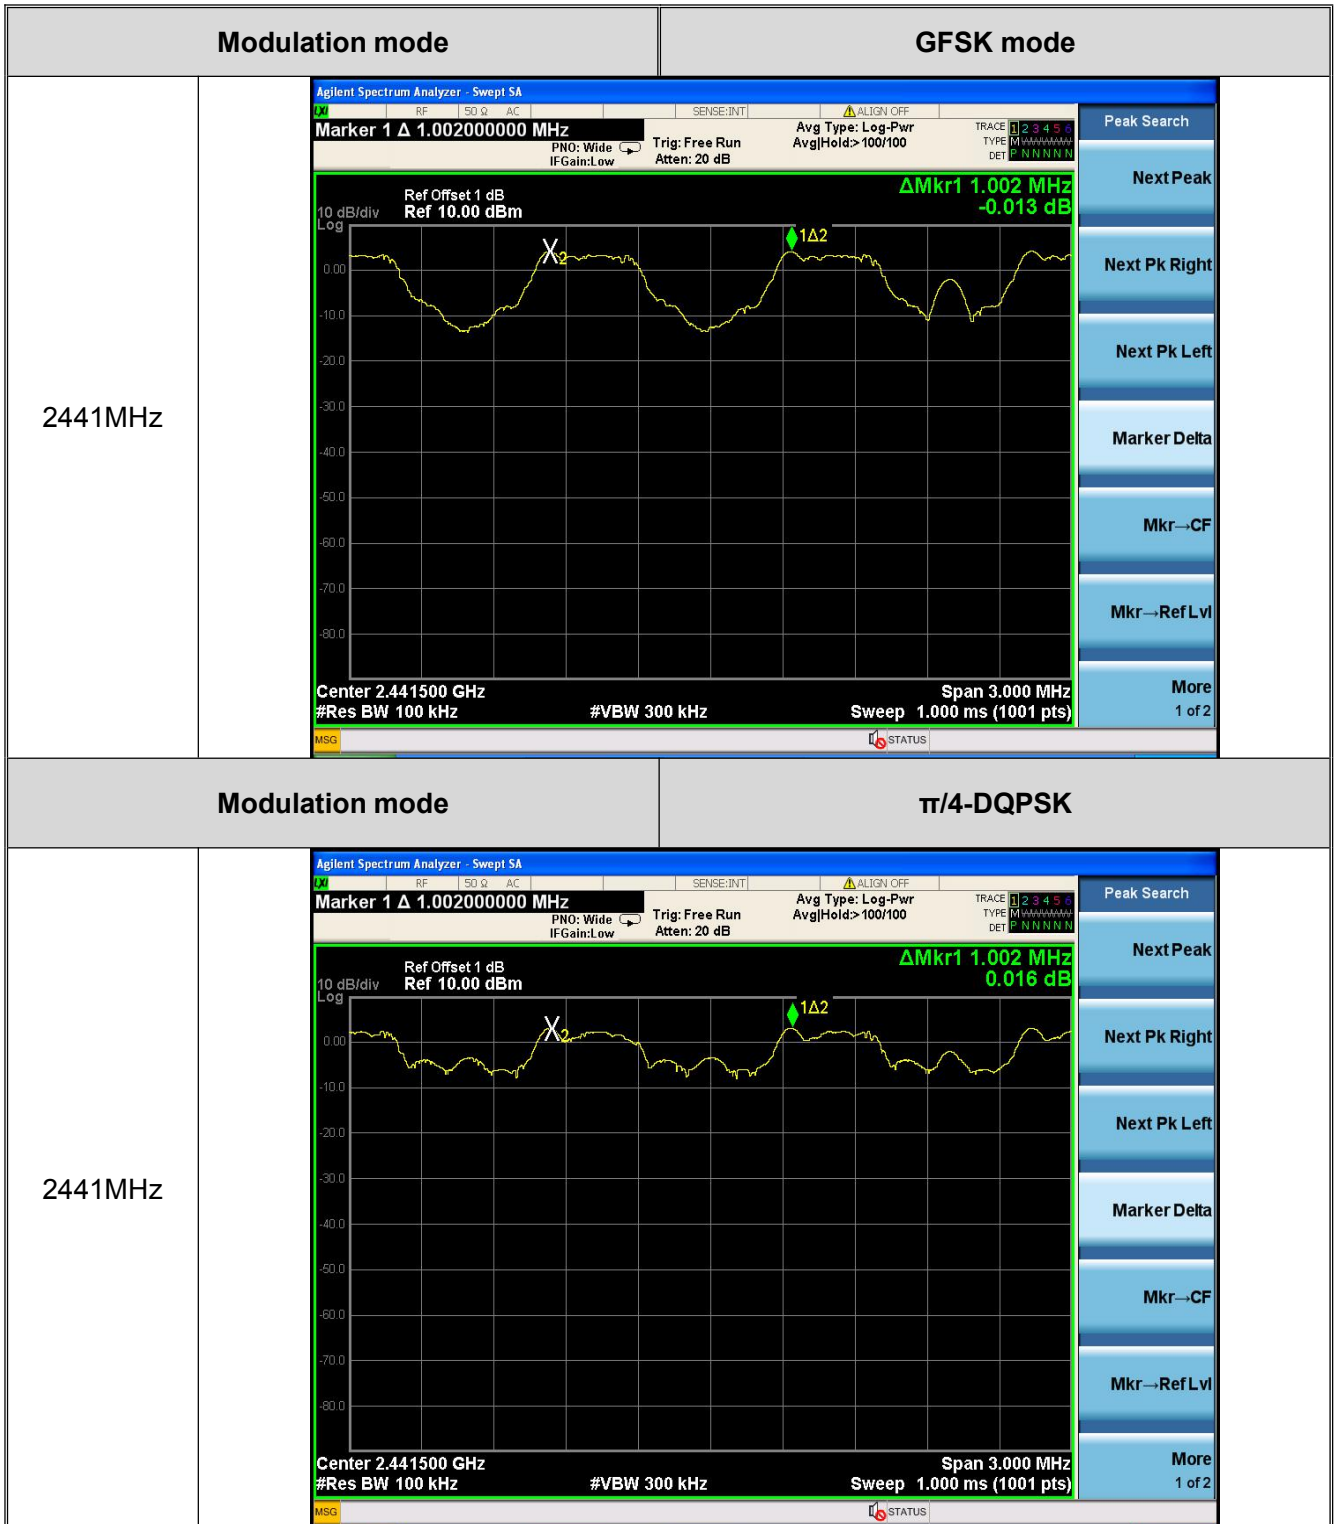 Modulation mode GFSK mode
2441MHz
Agilent Spectrum Analyzer - Swept SA
LXI RF 50 Ω AC SENSE:INT ALIGN OFF
Marker 1 Δ 1.002000000 MHz
PNO: Wide
IFGain:Low
Trig: Free Run
Atten: 20 dB
Avg Type: Log-Pwr
Avg|Hold:>100/100
TRACE 1 2 3 4 5 6
TYPE M WWWWW
DET P N N N N N
ΔMkr1 1.002 MHz
-0.013 dB
Ref Offset 1 dB
10 dB/div Ref 10.00 dBm
Log
1Δ2
X2
0.00
-10.0
-20.0
-30.0
-40.0
-50.0
-60.0
-70.0
-80.0
Center 2.441500 GHz Span 3.000 MHz
#Res BW 100 kHz #VBW 300 kHz Sweep 1.000 ms (1001 pts)
MSG STATUS
Peak Search
Next Peak
Next Pk Right
Next Pk Left
Marker Delta
Mkr→CF
Mkr→Ref Lvl
More
1 of 2
Modulation mode π/4-DQPSK
2441MHz
Agilent Spectrum Analyzer - Swept SA
LXI RF 50 Ω AC SENSE:INT ALIGN OFF
Marker 1 Δ 1.002000000 MHz
PNO: Wide
IFGain:Low
Trig: Free Run
Atten: 20 dB
Avg Type: Log-Pwr
Avg|Hold:>100/100
TRACE 1 2 3 4 5 6
TYPE M WWWWW
DET P N N N N N
ΔMkr1 1.002 MHz
0.016 dB
Ref Offset 1 dB
10 dB/div Ref 10.00 dBm
Log
1Δ2
X2
0.00
-10.0
-20.0
-30.0
-40.0
-50.0
-60.0
-70.0
-80.0
Center 2.441500 GHz Span 3.000 MHz
#Res BW 100 kHz #VBW 300 kHz Sweep 1.000 ms (1001 pts)
MSG STATUS
Peak Search
Next Peak
Next Pk Right
Next Pk Left
Marker Delta
Mkr→CF
Mkr→Ref Lvl
More
1 of 2